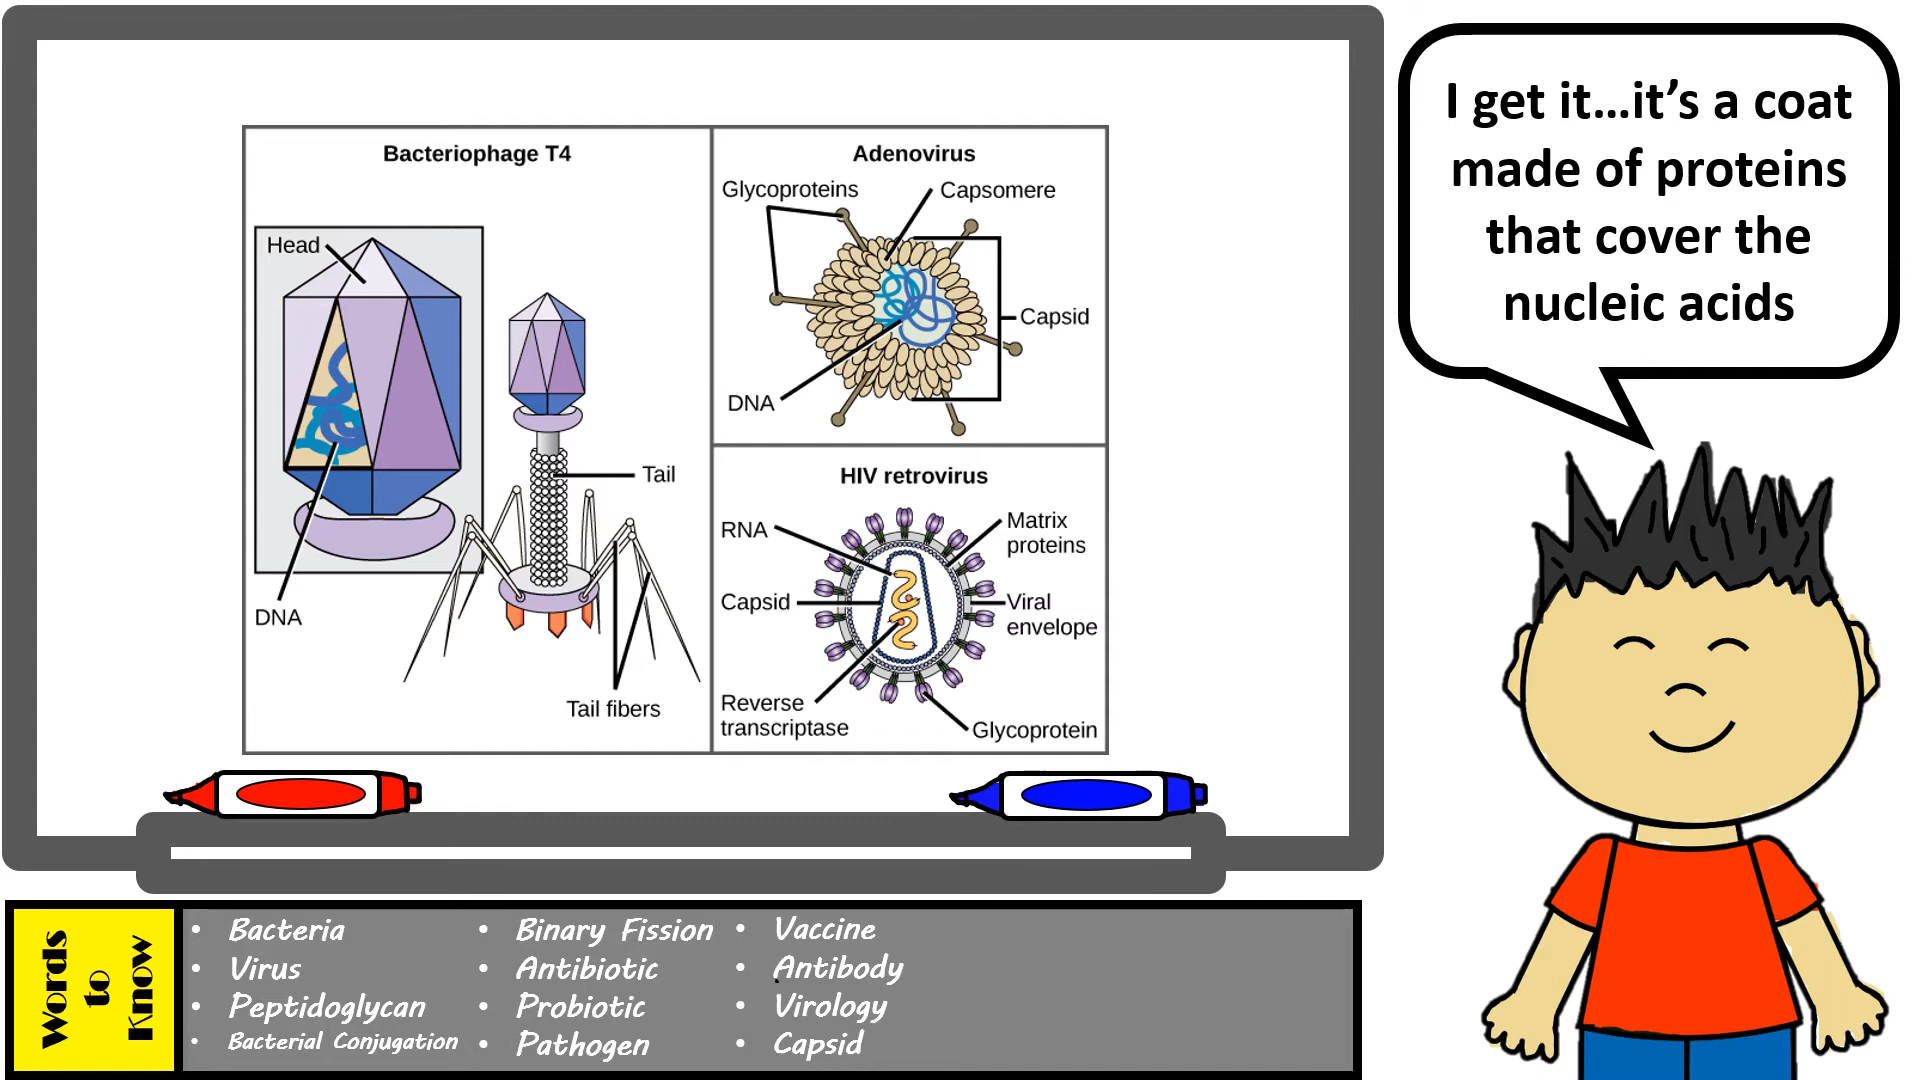 Bacteriophage T4
Head
DNA
Tail
Tail fibers
Adenovirus
Glycoproteins
Capsomere
Capsid
DNA
HIV retrovirus
RNA
Matrix
proteins
Capsid
Viral
envelope
Reverse
transcriptase
Glycoprotein
I get it...it's a coat
made of proteins
that cover the
nucleic acids
Words
to
Know
• Bacteria
• Virus
• Peptidoglycan
• Bacterial Conjugation
• Binary Fission
• Antibiotic
• Probiotic
• Pathogen
• Vaccine
• Antibody
• Virology
• Capsid